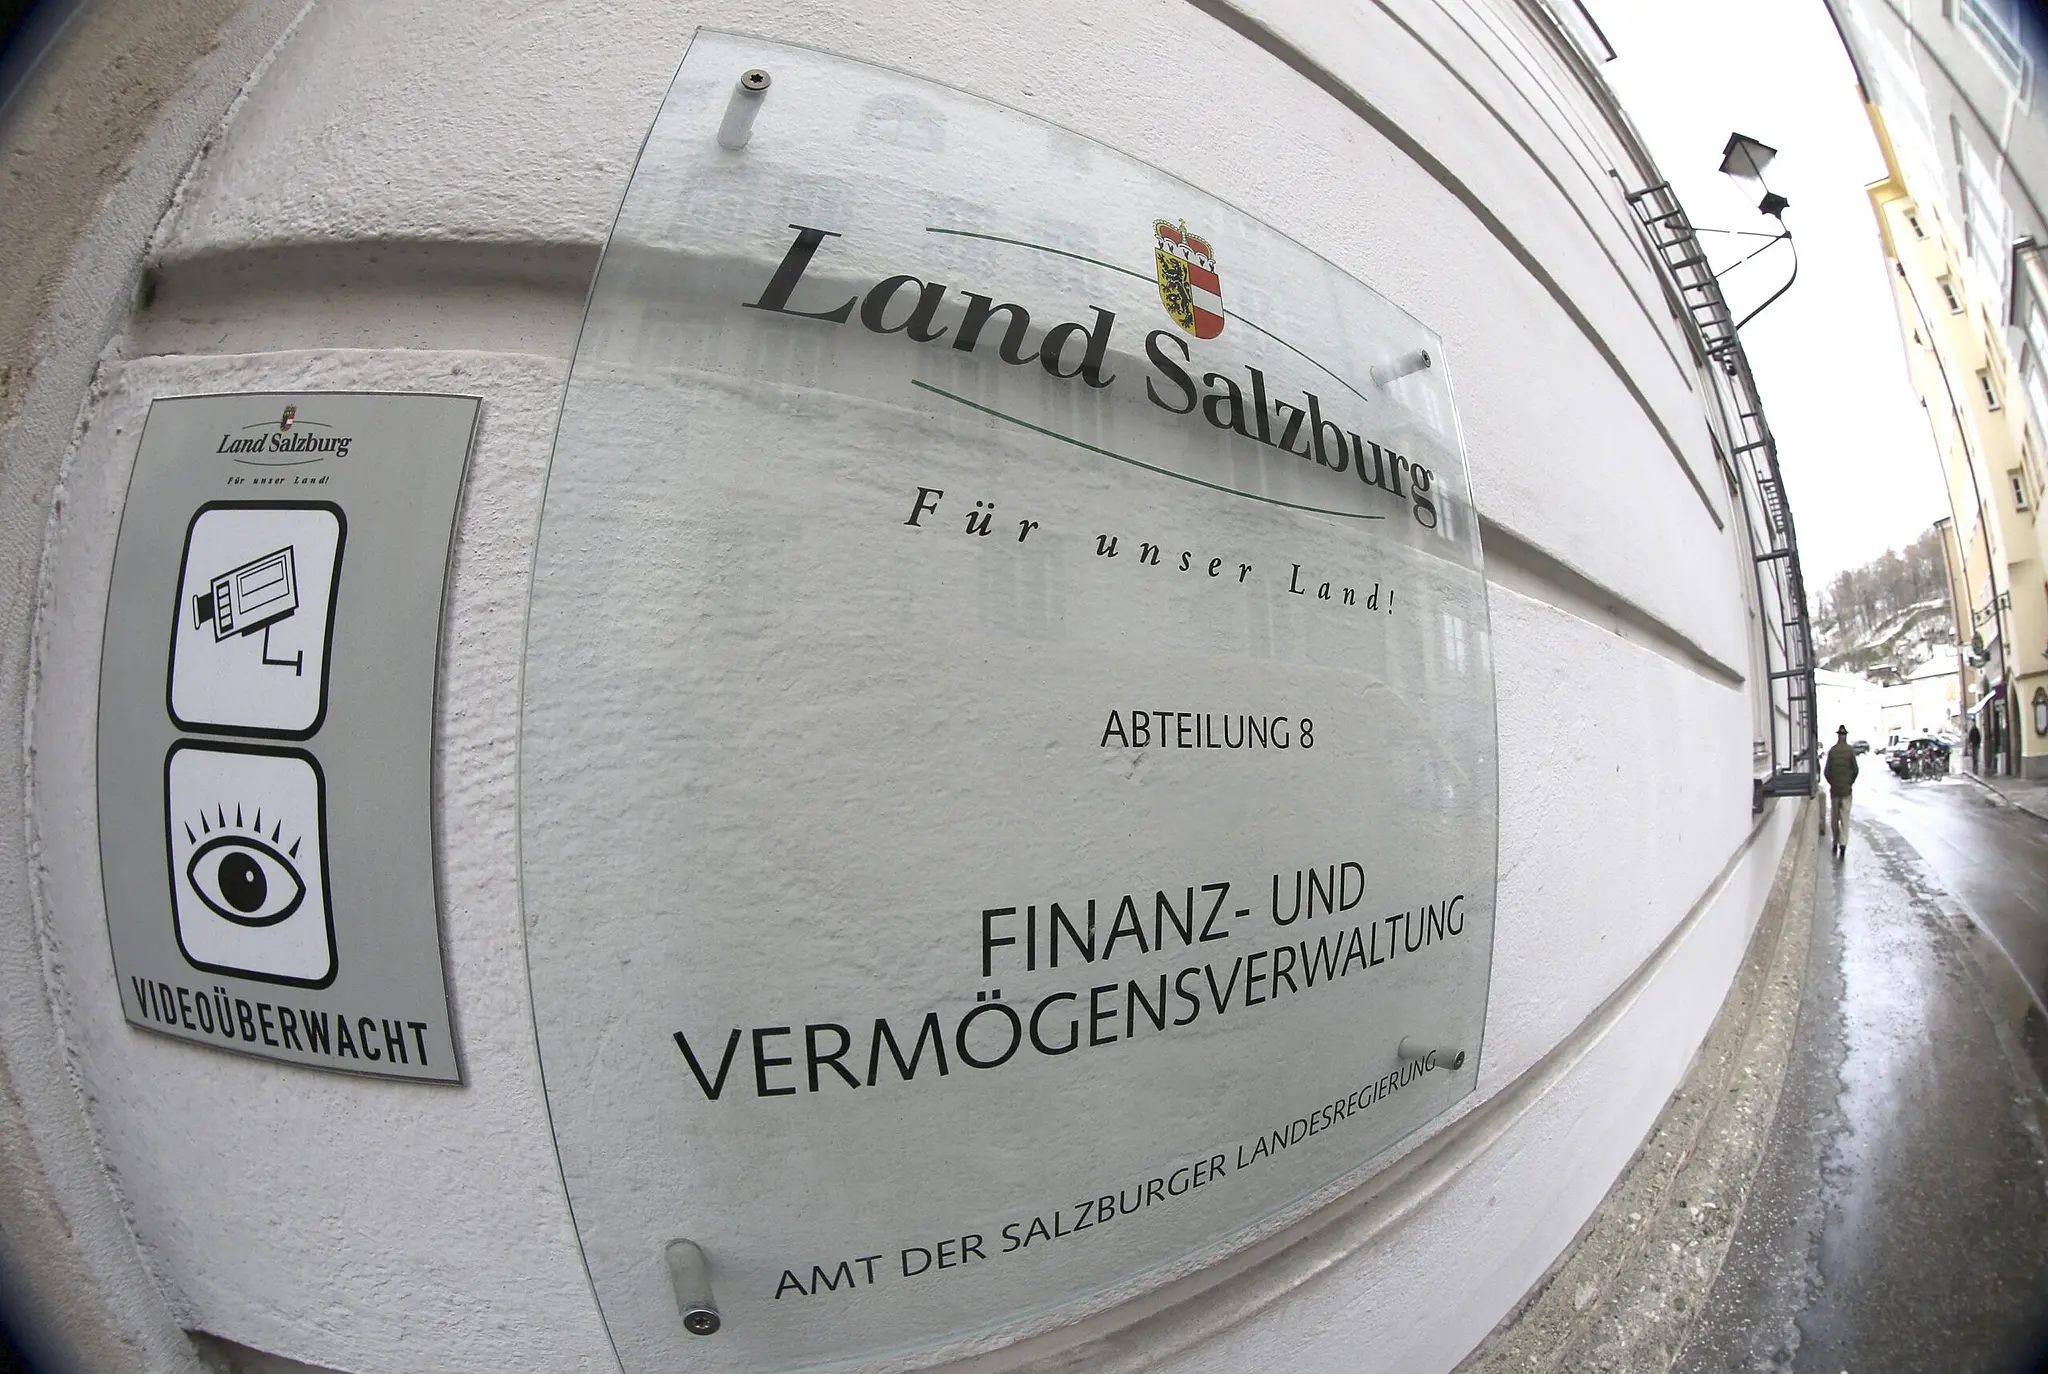 Land Salzburg
Für unser Land!
VIDEOÜBERWACHT
Land Salzburg
Für unser Land!
ABTEILUNG 8
FINANZ- UND
VERMÖGENSVERWALTUNG
AMT DER SALZBURGER LANDESREGIERUNG